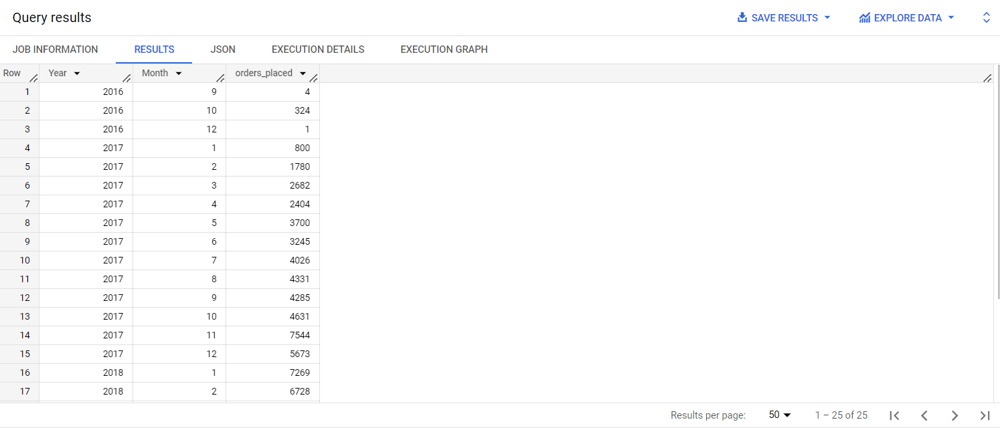 Query results SAVE RESULTS EXPLORE DATA
JOB INFORMATION RESULTS JSON EXECUTION DETAILS EXECUTION GRAPH
Row Year Month orders_placed
1 2016 9 4
2 2016 10 324
3 2016 12 1
4 2017 1 800
5 2017 2 1780
6 2017 3 2682
7 2017 4 2404
8 2017 5 3700
9 2017 6 3245
10 2017 7 4026
11 2017 8 4331
12 2017 9 4285
13 2017 10 4631
14 2017 11 7544
15 2017 12 5673
16 2018 1 7269
17 2018 2 6728
Results per page: 50 1 – 25 of 25